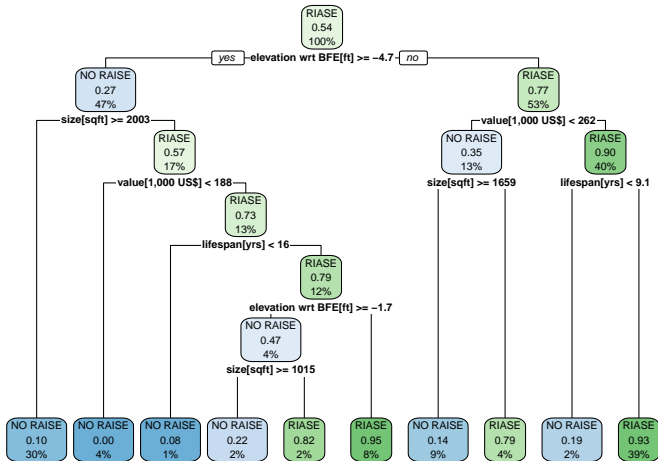 RIASE
0.54
100%
yes elevation wrt BFE[ft] >= −4.7 no
NO RAISE
0.27
47%
RIASE
0.77
53%
size[sqft] >= 2003
value[1,000 US$] < 262
RIASE
0.57
17%
NO RAISE
0.35
13%
RIASE
0.90
40%
value[1,000 US$] < 188
size[sqft] >= 1659
lifespan[yrs] < 9.1
RIASE
0.73
13%
lifespan[yrs] < 16
RIASE
0.79
12%
elevation wrt BFE[ft] >= −1.7
NO RAISE
0.47
4%
size[sqft] >= 1015
NO RAISE
0.10
30%
NO RAISE
0.00
4%
NO RAISE
0.08
1%
NO RAISE
0.22
2%
RIASE
0.82
2%
RIASE
0.95
8%
NO RAISE
0.14
9%
RIASE
0.79
4%
NO RAISE
0.19
2%
RIASE
0.93
39%